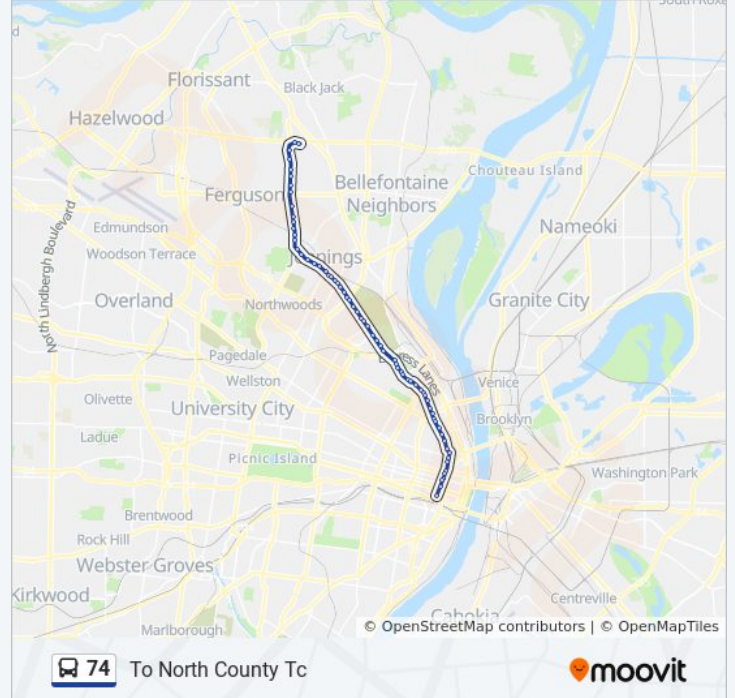 South Roxa
d
Florissant
Black Jack
Hazelwood
Chouteau Island
Ferguson
Bellefontaine
Neighbors
North Lindbergh Boulevard
Edmundson
Nameoki
Woodson Terrace
Jennings
Overland
Northwoods
Granite City
Pagedale
ess Lanes
Wellston
Venice
Olivette
University City
Brooklyn
Ladue
Picnic Island
Washington Park
Brentwood
Rock Hill
Webster Groves
Kirkwood
Centreville
Cahokia
Marlborough
© OpenStreetMap contributors | © OpenMapTiles
74 To North County Tc
moovit